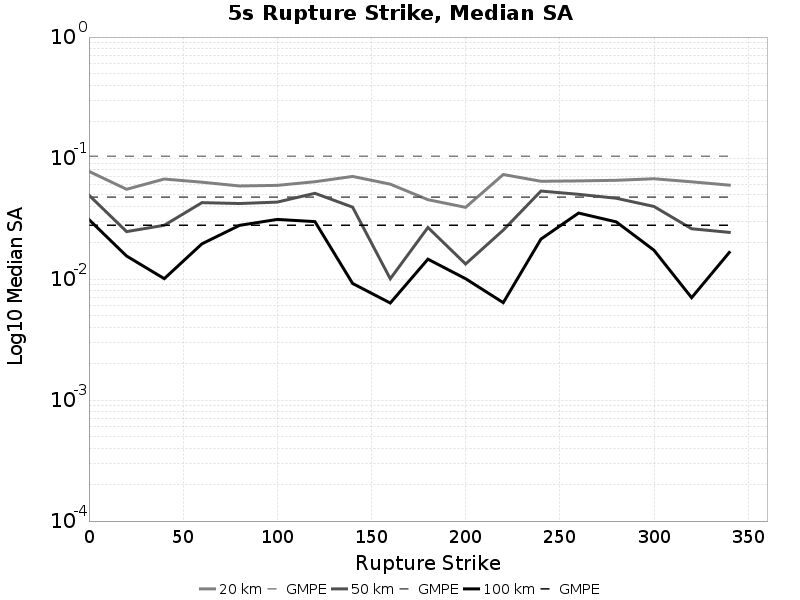 5s Rupture Strike, Median SA
10^0
10^-1
10^-2
10^-3
10^-4
Log10 Median SA
0 50 100 150 200 250 300 350
Rupture Strike
20 km GMPE 50 km GMPE 100 km GMPE